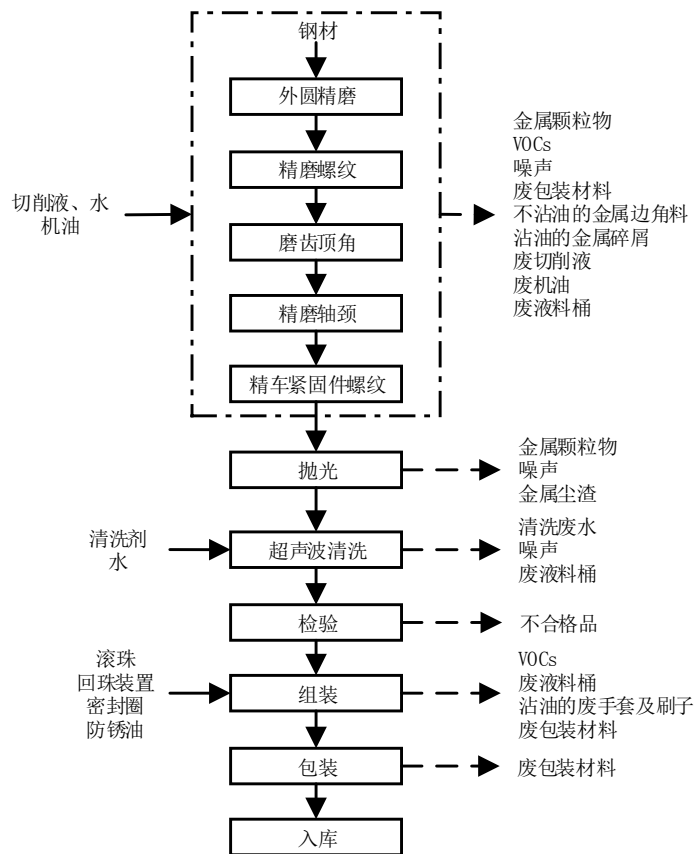 钢材
外圆精磨
精磨螺纹
磨齿顶角
精磨轴颈
精车紧固件螺纹
切削液、水
机油
金属颗粒物
VOCs
噪声
废包装材料
不沾油的金属边角料
沾油的金属碎屑
废切削液
废机油
废液料桶
抛光
金属颗粒物
噪声
金属尘渣
清洗剂
水
超声波清洗
清洗废水
噪声
废液料桶
检验
不合格品
滚珠
回珠装置
密封圈
防锈油
组装
VOCs
废液料桶
沾油的废手套及刷子
废包装材料
包装
废包装材料
入库